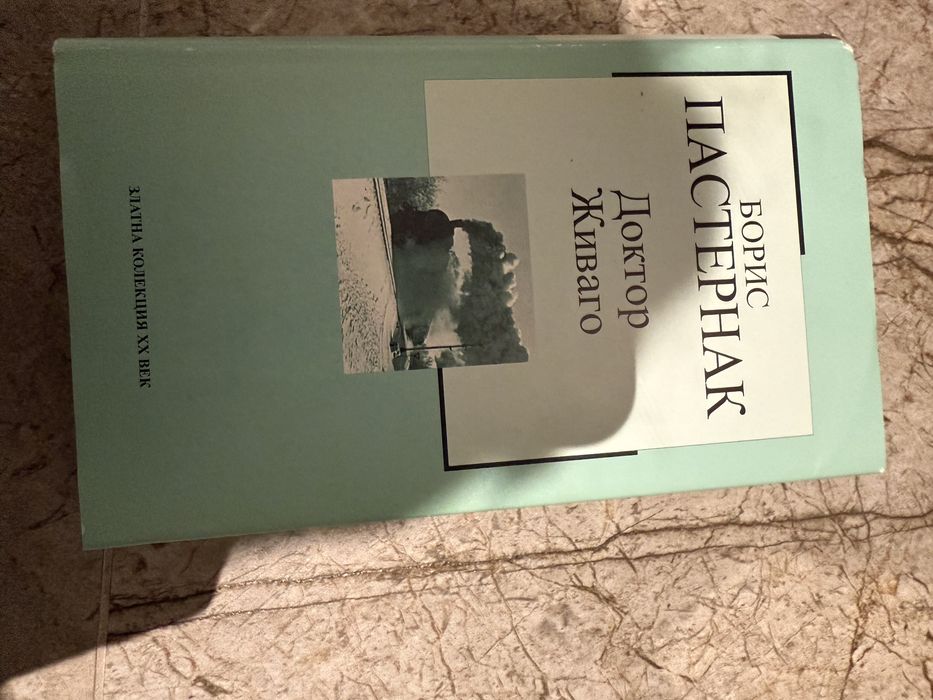 БОРИС
ПАСТЕРНАК
Доктор
Живаго
ЗЛАТНА КОЛЕКЦИЯ XX ВЕК